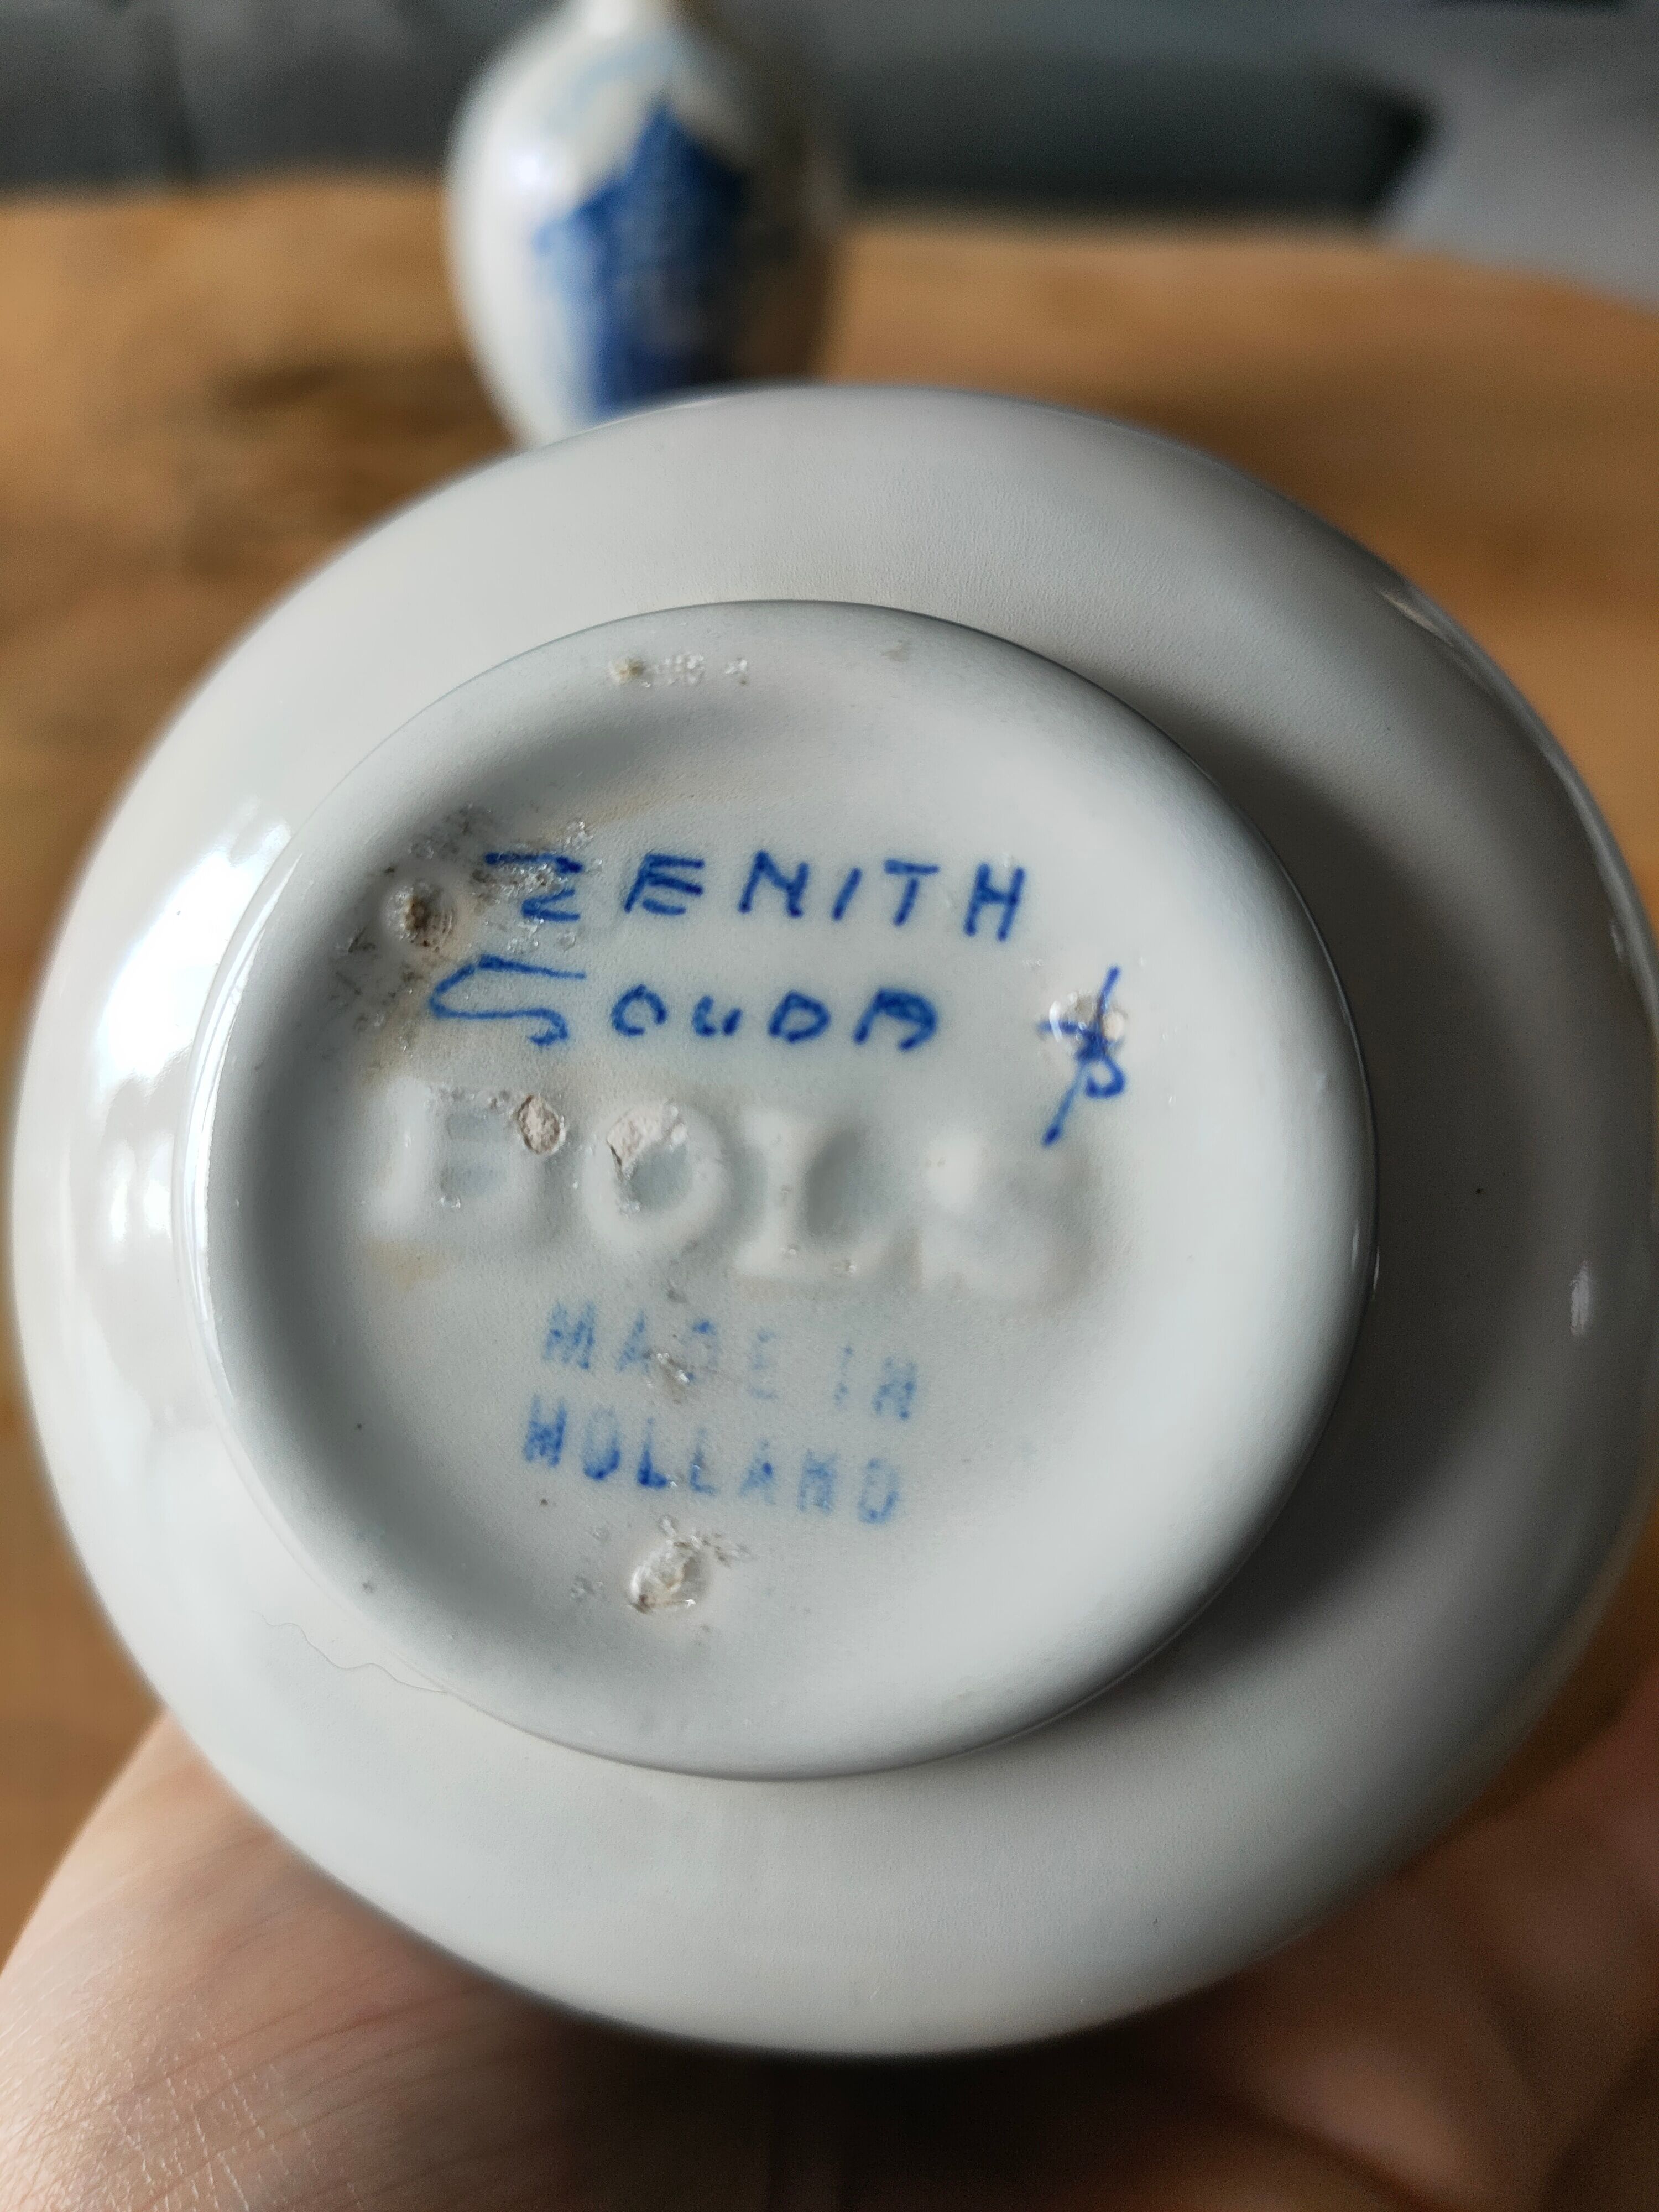 ZENITH
GOUDA
BOLS
MADE IN
HOLLAND